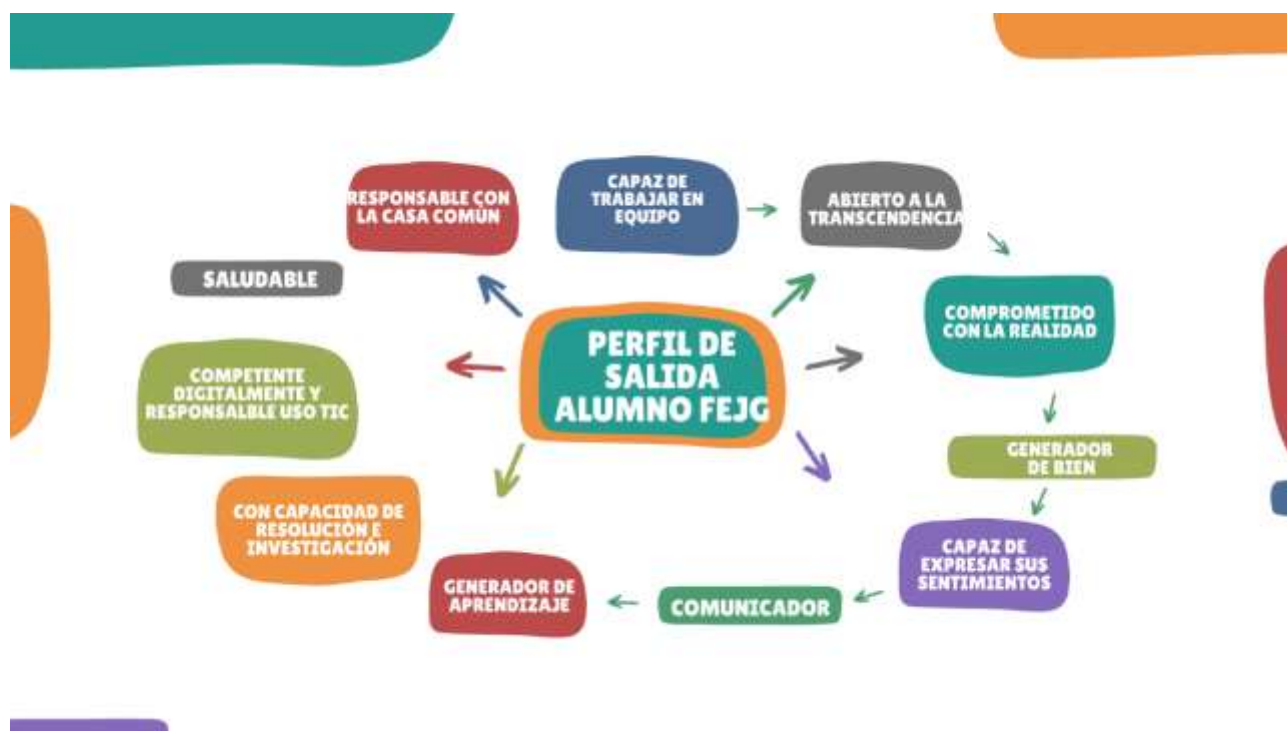 RESPONSABLE CON
LA CASA COMÚN
CAPAZ DE
TRABAJAR EN
EQUIPO
ABIERTO A LA
TRANSCENDENCIA
SALUDABLE
COMPROMETIDO
CON LA REALIDAD
PERFIL DE
SALIDA
ALUMNO FEJG
COMPETENTE
DIGITALMENTE Y
RESPONSALBLE USO TIC
GENERADOR
DE BIEN
CON CAPACIDAD DE
RESOLUCIÓN E
INVESTIGACIÓN
CAPAZ DE
EXPRESAR SUS
SENTIMIENTOS
GENERADOR DE
APRENDIZAJE
COMUNICADOR